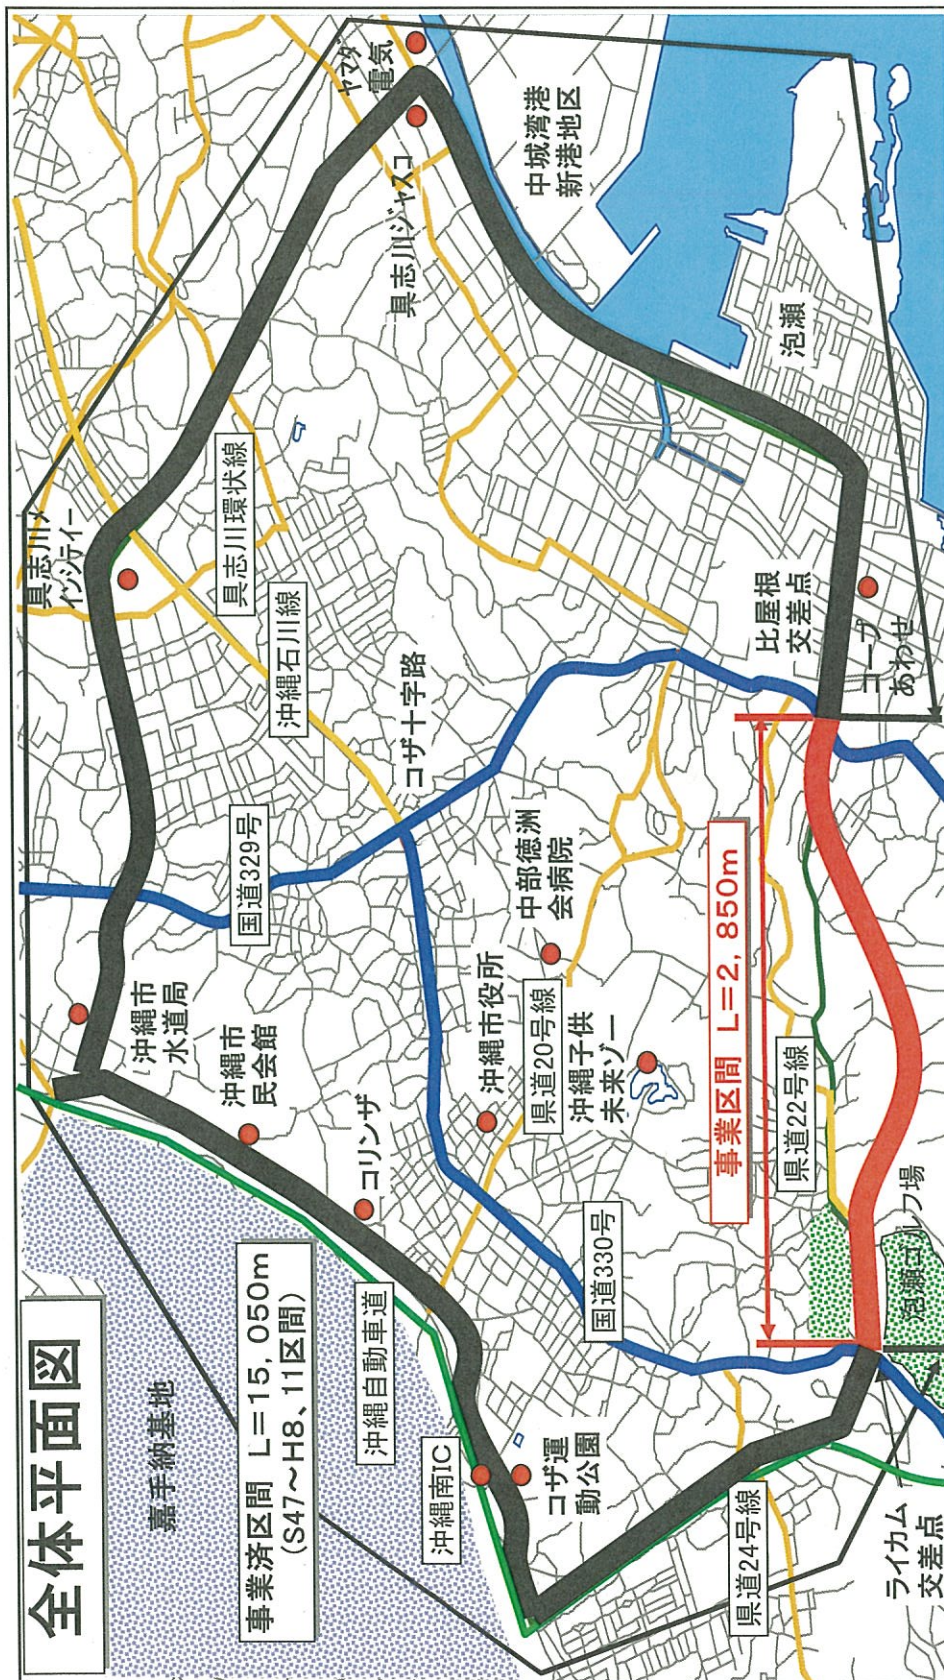 全体平面図
嘉手納基地
事業済区間 L=15,050m
(S47～H8、11区間)
沖縄自動車道
沖縄南IC
コザ運
動公園
県道24号線
ライカム
交差点
沖縄市
水道局
沖縄市
民会館
コリンザ
国道329号
沖縄市役所
県道20号線
沖縄子供
未来ゾー
中部徳洲
会病院
国道330号
事業区間 L=2,850m
県道22号線
泡瀬ゴルフ場
具志川メ
インシティー
具志川環状線
沖縄石川線
コザ十字路
比屋根
交差点
コープ
あわせ
ヤマダ
電気
具志川ジャスコ
中城湾港
新港地区
泡瀬